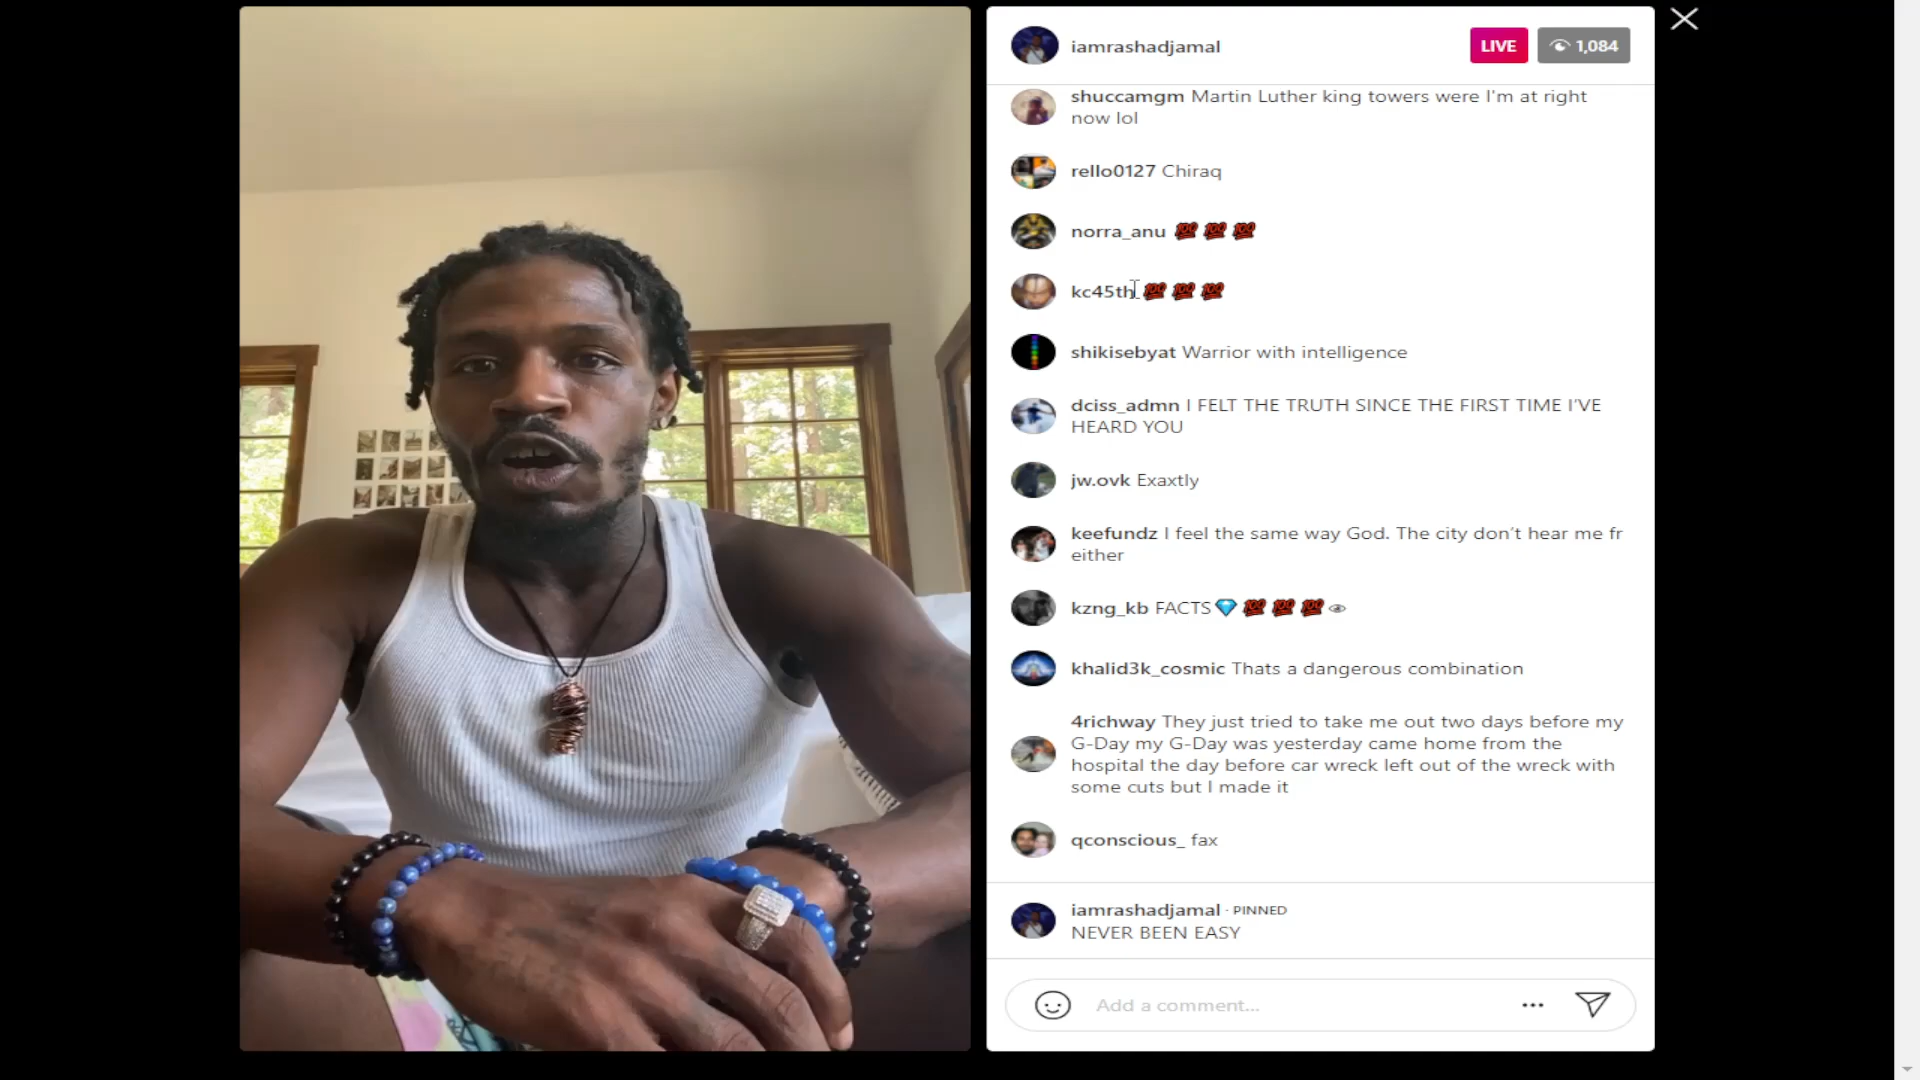 iamrashadjamal
LIVE
1,084
shuccamgm Martin Luther king towers were I'm at right
now lol
rello0127 Chiraq
norra_anu 💯 💯 💯
kc45th 💯 💯 💯
shikisebyat Warrior with intelligence
dciss_admn I FELT THE TRUTH SINCE THE FIRST TIME I'VE
HEARD YOU
jw.ovk Exaxtly
keefundz I feel the same way God. The city don't hear me fr
either
kzng_kb FACTS💎 💯 💯 💯 👁
khalid3k_cosmic Thats a dangerous combination
4richway They just tried to take me out two days before my
G-Day my G-Day was yesterday came home from the
hospital the day before car wreck left out of the wreck with
some cuts but I made it
qconscious_ fax
iamrashadjamal · PINNED
NEVER BEEN EASY
Add a comment...